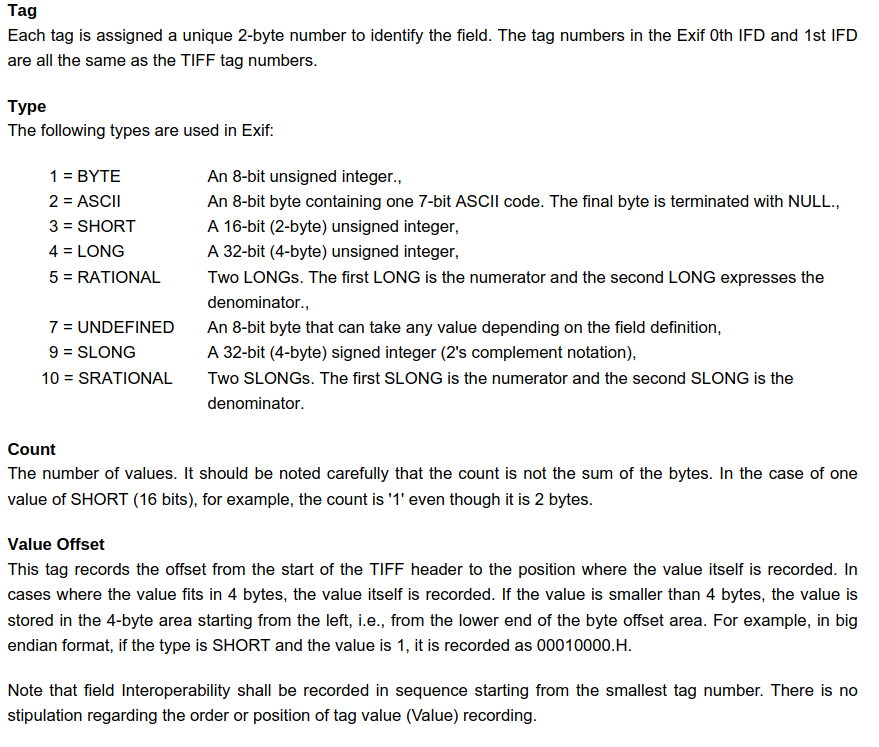 Tag
Each tag is assigned a unique 2-byte number to identify the field. The tag numbers in the Exif 0th IFD and 1st IFD
are all the same as the TIFF tag numbers.
Type
The following types are used in Exif:
1 = BYTE An 8-bit unsigned integer.,
2 = ASCII An 8-bit byte containing one 7-bit ASCII code. The final byte is terminated with NULL.,
3 = SHORT A 16-bit (2-byte) unsigned integer,
4 = LONG A 32-bit (4-byte) unsigned integer,
5 = RATIONAL Two LONGs. The first LONG is the numerator and the second LONG expresses the
denominator.,
7 = UNDEFINED An 8-bit byte that can take any value depending on the field definition,
9 = SLONG A 32-bit (4-byte) signed integer (2's complement notation),
10 = SRATIONAL Two SLONGs. The first SLONG is the numerator and the second SLONG is the
denominator.
Count
The number of values. It should be noted carefully that the count is not the sum of the bytes. In the case of one
value of SHORT (16 bits), for example, the count is '1' even though it is 2 bytes.
Value Offset
This tag records the offset from the start of the TIFF header to the position where the value itself is recorded. In
cases where the value fits in 4 bytes, the value itself is recorded. If the value is smaller than 4 bytes, the value is
stored in the 4-byte area starting from the left, i.e., from the lower end of the byte offset area. For example, in big
endian format, if the type is SHORT and the value is 1, it is recorded as 00010000.H.
Note that field Interoperability shall be recorded in sequence starting from the smallest tag number. There is no
stipulation regarding the order or position of tag value (Value) recording.